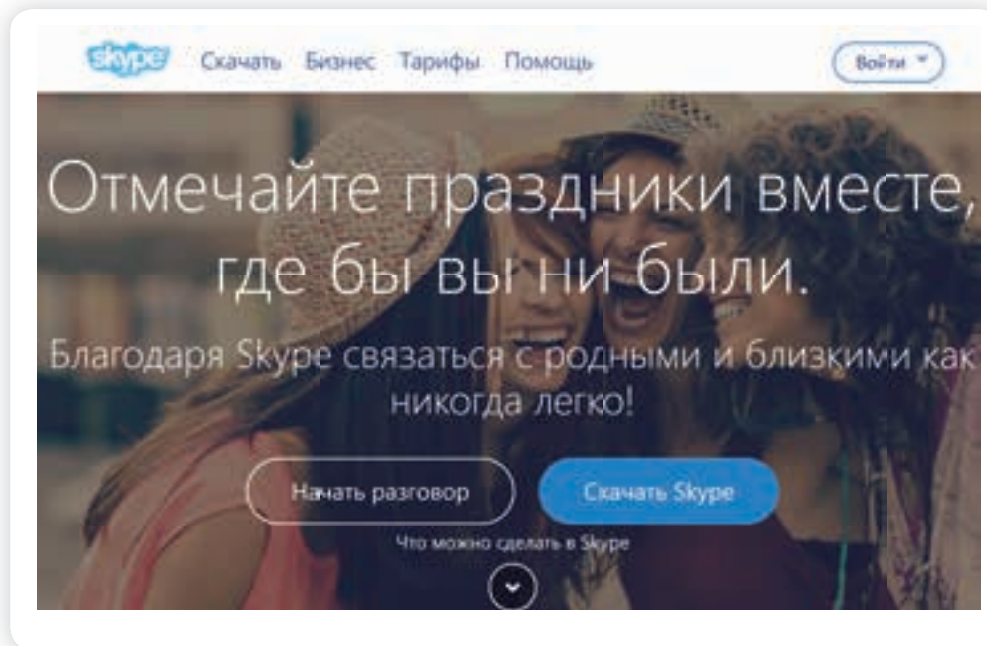 skype Скачать Бизнес Тарифы Помощь Войти
Отмечайте праздники вместе,
где бы вы ни были.
Благодаря Skype связаться с родными и близкими как
никогда легко!
Начать разговор Скачать Skype
Что можно сделать в Skype